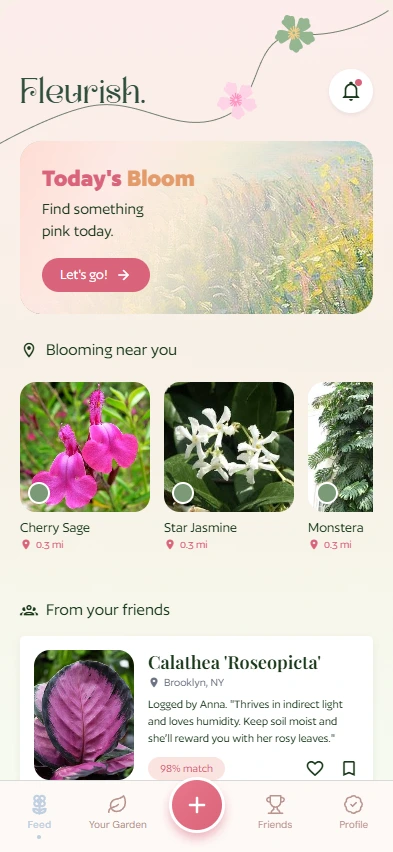 Fleurish.
Today's Bloom
Find something
pink today.
Let's go!
Blooming near you
Cherry Sage
0.3 mi
Star Jasmine
0.3 mi
Monstera
0.3 mi
From your friends
Calathea 'Roseopicta'
Brooklyn, NY
Logged by Anna. "Thrives in indirect light
and loves humidity. Keep soil moist and
she'll reward you with her rosy leaves."
98% match
Feed
Your Garden
Friends
Profile